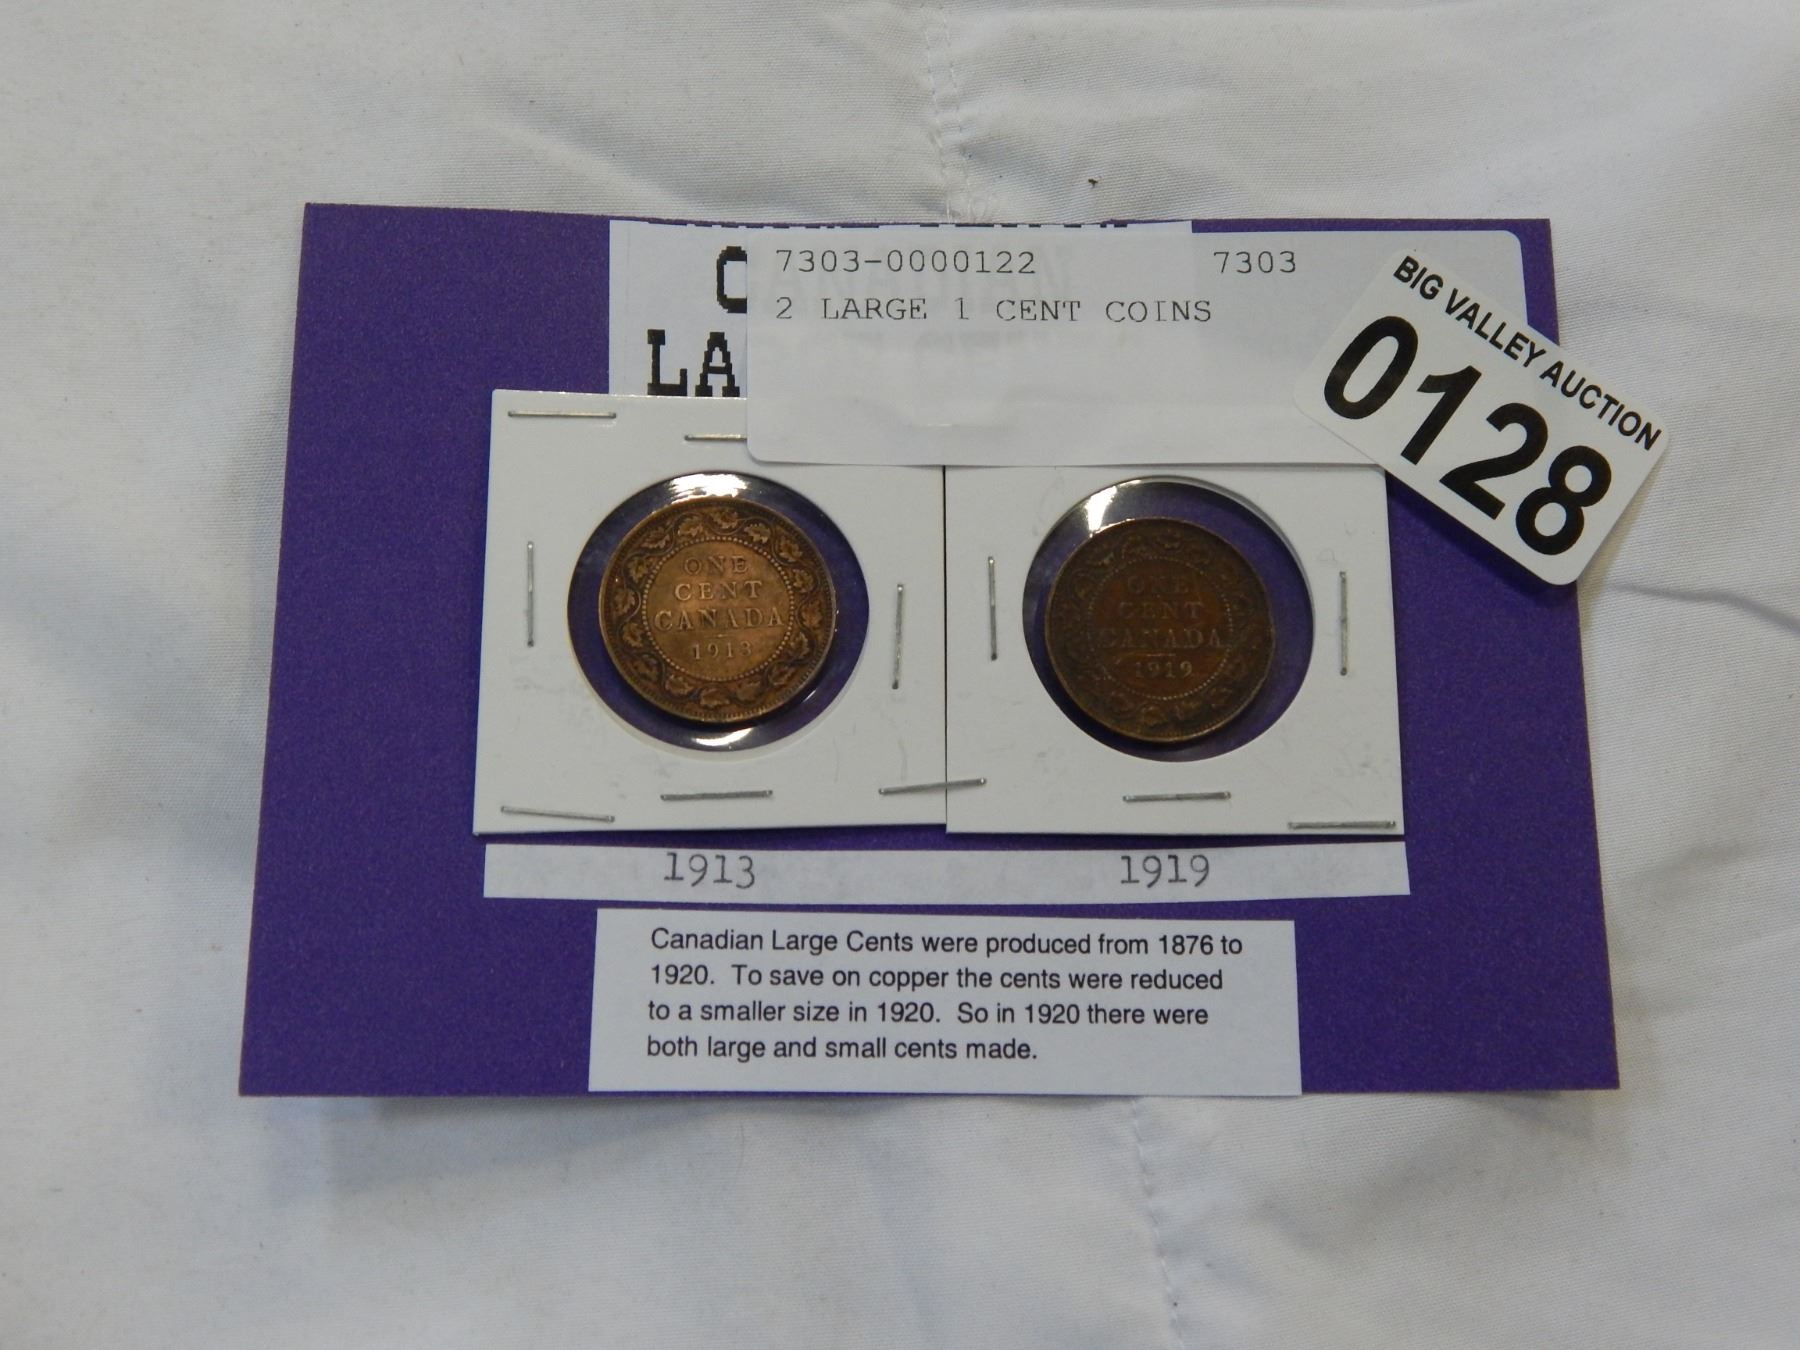 7303-0000122 7303
2 LARGE 1 CENT COINS
BIG VALLEY AUCTION
0128
ONE
CENT
CANADA
1913
ONE
CENT
CANADA
1919
1913 1919
Canadian Large Cents were produced from 1876 to
1920. To save on copper the cents were reduced
to a smaller size in 1920. So in 1920 there were
both large and small cents made.